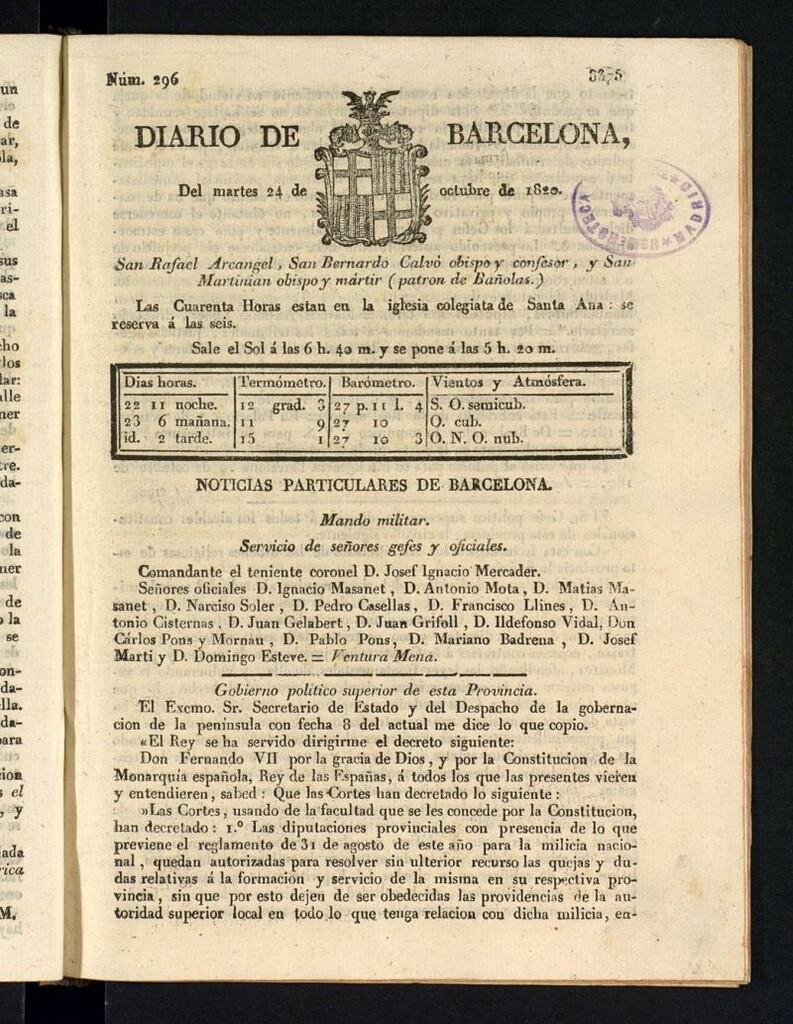 Núm. 296
DIARIO DE BARCELONA,
Del martes 24 de octubre de 1820.
San Rafael Arcangel, San Bernardo Calvó obispo y confesor, y San
Martinian obispo y mártir (patron de Bañolas.)
Las Cuarenta Horas estan en la iglesia colegiata de Santa Ana: se
reserva á las seis.
Sale el Sol á las 6 h. 40 m. y se pone á las 5 h. 20 m.
Dias horas. Termómetro. Barómetro. Vientos y Atmósfera.
22 11 noche. 12 grad. 3 27 p. 11 l. 4 S. O. semicub.
23 6 mañana. 11 9 27 10 O. cub.
id. 2 tarde. 15 1 27 10 3 O. N. O. nub.
NOTICIAS PARTICULARES DE BARCELONA.
Mando militar.
Servicio de señores gefes y oficiales.
Comandante el teniente coronel D. Josef Ignacio Mercader.
Señores oficiales D. Ignacio Masanet, D. Antonio Mota, D. Matias Ma-
sanet, D. Narciso Soler, D. Pedro Casellas, D. Francisco Llines, D. An-
tonio Cisternas, D. Juan Gelabert, D. Juan Grifoll, D. Ildefonso Vidal, Don
Cárlos Pons y Mornau, D. Pablo Pons, D. Mariano Badrena, D. Josef
Marti y D. Domingo Esteve. = Ventura Mena.
Gobierno político superior de esta Provincia.
El Excmo. Sr. Secretario de Estado y del Despacho de la goberna-
cion de la península con fecha 8 del actual me dice lo que copio.
«El Rey se ha servido dirigirme el decreto siguiente:
Don Fernando VII por la gracia de Dios, y por la Constitucion de la
Monarquía española, Rey de las Españas, á todos los que las presentes vieren
y entendieren, sabed: Que las Cortes han decretado lo siguiente:
»Las Cortes, usando de la facultad que se les concede por la Constitucion,
han decretado: 1.º Las diputaciones provinciales con presencia de lo que
previene el reglamento de 31 de agosto de este año para la milicia nacio-
nal, quedan autorizadas para resolver sin ulterior recurso las quejas y du-
das relativas á la formacion y servicio de la misma en su respectiva pro-
vincia, sin que por esto dejen de ser obedecidas las providencias de la au-
toridad superior local en todo lo que tenga relacion con dicha milicia, en-